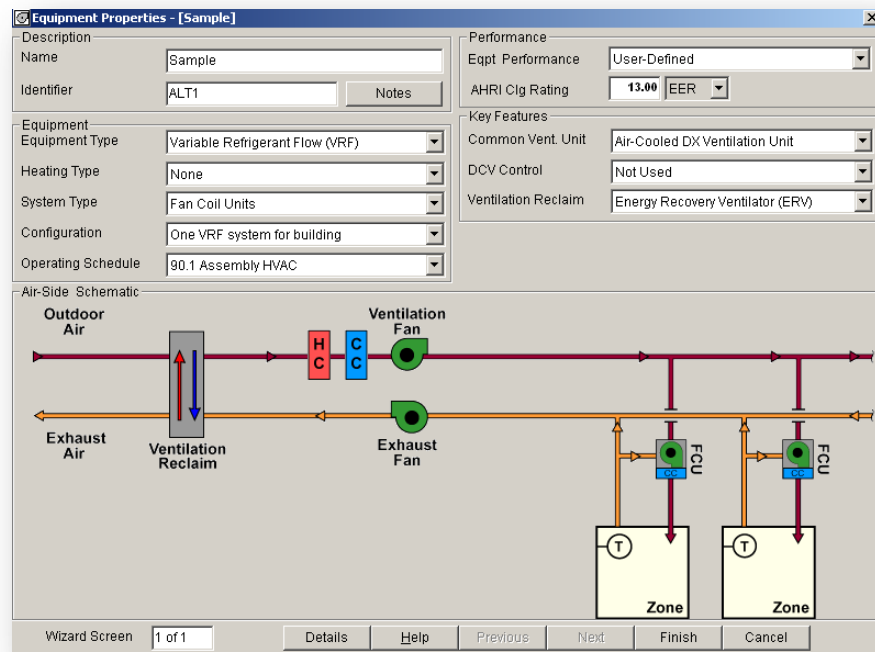 Equipment Properties - [Sample]
Description
Name
Sample
Identifier
ALT1
Notes
Equipment
Equipment Type
Variable Refrigerant Flow (VRF)
Heating Type
None
System Type
Fan Coil Units
Configuration
One VRF system for building
Operating Schedule
90.1 Assembly HVAC
Performance
Eqpt Performance
User-Defined
AHRI Clg Rating
13.00 EER
Key Features
Common Vent. Unit
Air-Cooled DX Ventilation Unit
DCV Control
Not Used
Ventilation Reclaim
Energy Recovery Ventilator (ERV)
Air-Side Schematic
Outdoor
Air
H
C
C
C
Ventilation
Fan
Exhaust
Air
Ventilation
Reclaim
Exhaust
Fan
CC
FCU
CC
FCU
T
Zone
T
Zone
Wizard Screen
1 of 1
Details
Help
Previous
Next
Finish
Cancel